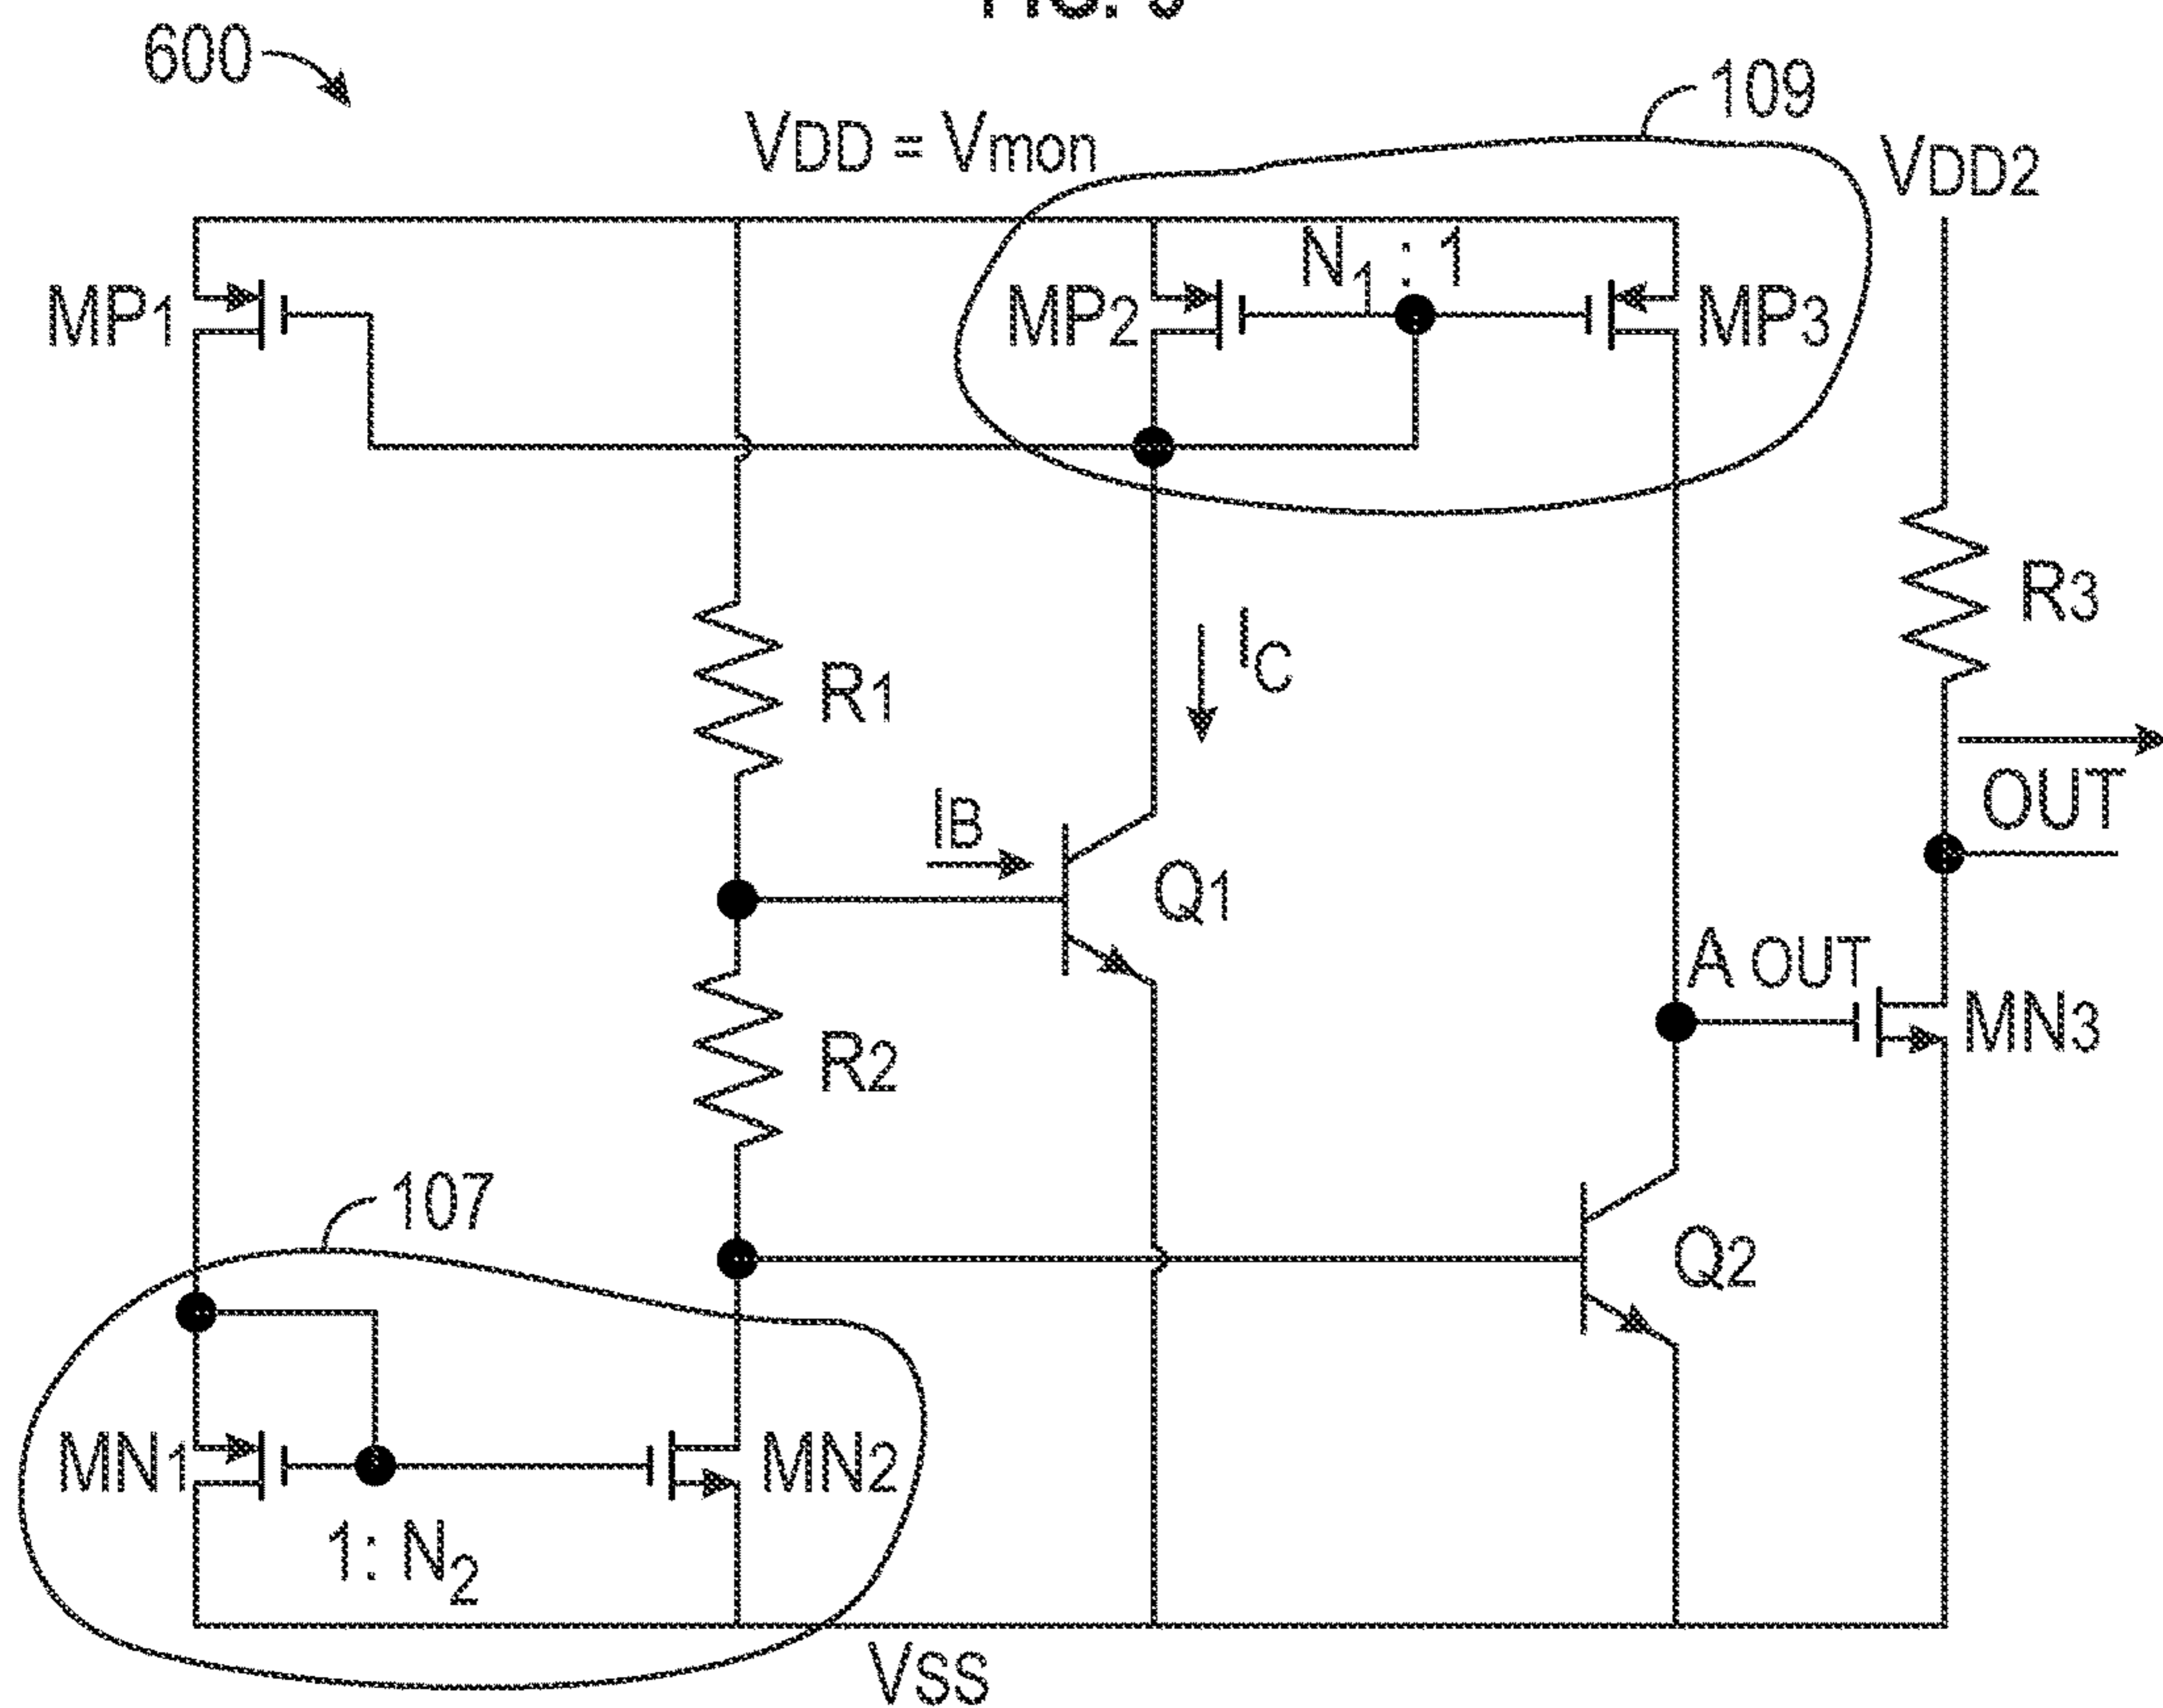 600
109
VDD = Vmon
VDD2
N1 : 1
MP1
MP2
MP3
R3
IC
R1
IB
OUT
Q1
A OUT
MN3
R2
107
Q2
MN1
MN2
1: N2
VSS